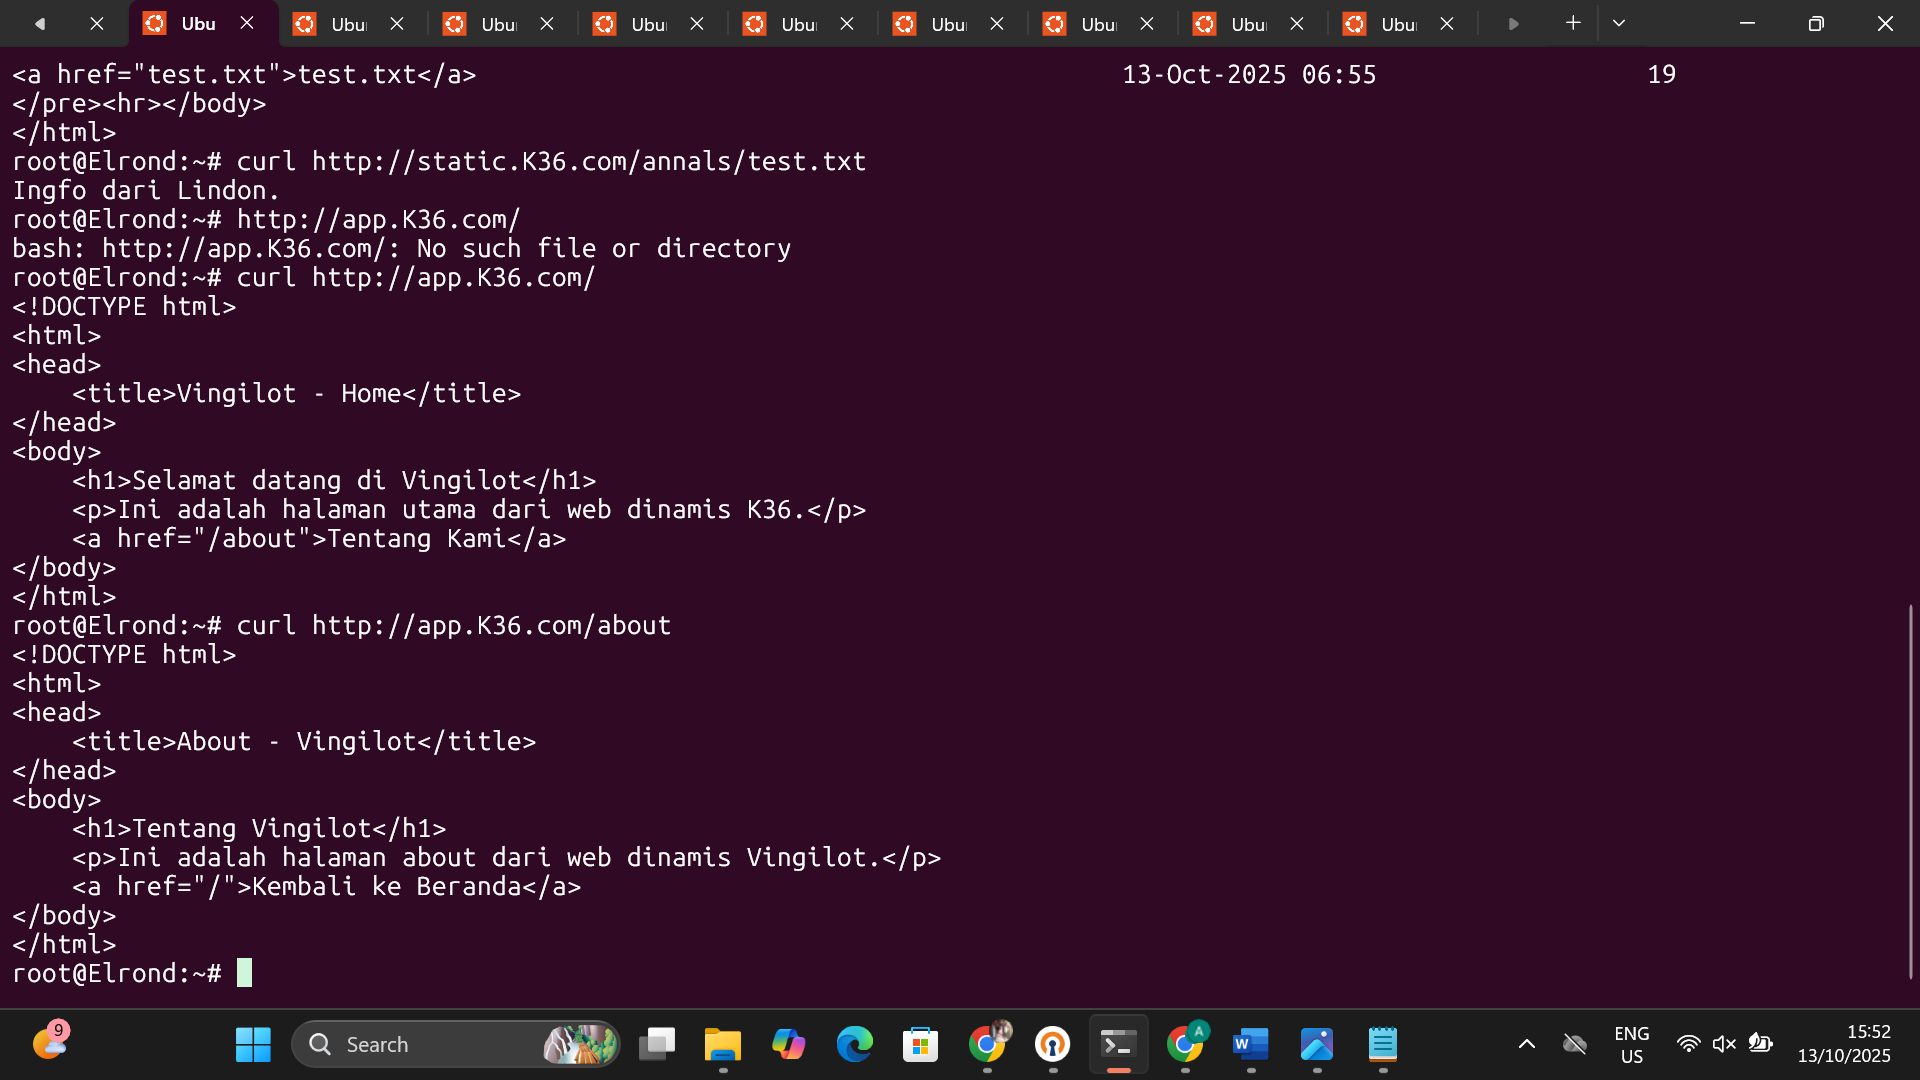 Ubu Ubu Ubu Ubu Ubu Ubu Ubu Ubu Ubu
<a href="test.txt">test.txt</a> 13-Oct-2025 06:55 19
</pre><hr></body>
</html>
root@Elrond:~# curl http://static.K36.com/annals/test.txt
Ingfo dari Lindon.
root@Elrond:~# http://app.K36.com/
bash: http://app.K36.com/: No such file or directory
root@Elrond:~# curl http://app.K36.com/
<!DOCTYPE html>
<html>
<head>
    <title>Vingilot - Home</title>
</head>
<body>
    <h1>Selamat datang di Vingilot</h1>
    <p>Ini adalah halaman utama dari web dinamis K36.</p>
    <a href="/about">Tentang Kami</a>
</body>
</html>
root@Elrond:~# curl http://app.K36.com/about
<!DOCTYPE html>
<html>
<head>
    <title>About - Vingilot</title>
</head>
<body>
    <h1>Tentang Vingilot</h1>
    <p>Ini adalah halaman about dari web dinamis Vingilot.</p>
    <a href="/">Kembali ke Beranda</a>
</body>
</html>
root@Elrond:~#
9
Search
A
W
ENG
US
15:52
13/10/2025